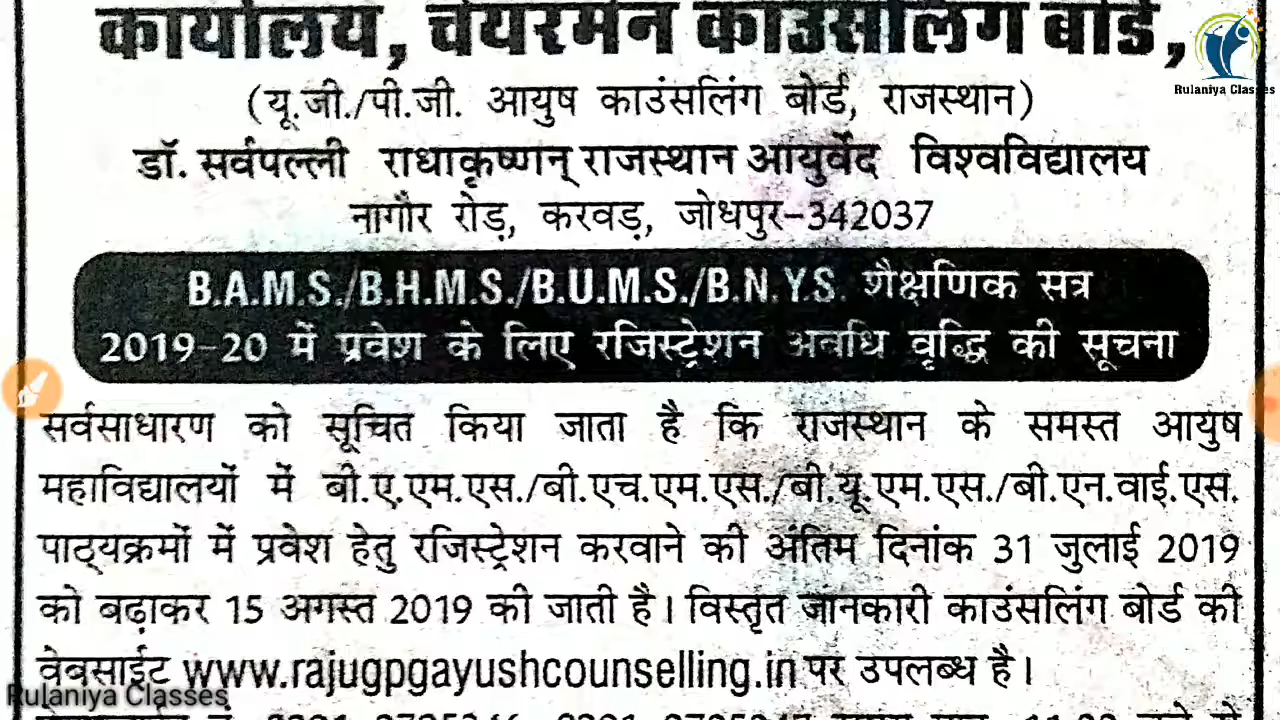 कार्यालय, चेयरमैन काउंसलिंग बोर्ड,
Rulaniya Classes
(यू.जी./पी.जी. आयुष काउंसलिंग बोर्ड, राजस्थान)
डॉ. सर्वपल्ली राधाकृष्णन् राजस्थान आयुर्वेद विश्वविद्यालय
नागौर रोड़, करवड़, जोधपुर-342037
B.A.M.S./B.H.M.S./B.U.M.S./B.N.Y.S. शैक्षणिक सत्र
2019-20 में प्रवेश के लिए रजिस्ट्रेशन अवधि वृद्धि की सूचना
सर्वसाधारण को सूचित किया जाता है कि राजस्थान के समस्त आयुष
महाविद्यालयों में बी.ए.एम.एस./बी.एच.एम.एस./बी.यू.एम.एस./बी.एन.वाई.एस.
पाठ्यक्रमों में प्रवेश हेतु रजिस्ट्रेशन करवाने की अंतिम दिनांक 31 जुलाई 2019
को बढ़ाकर 15 अगस्त 2019 की जाती है। विस्तृत जानकारी काउंसलिंग बोर्ड की
वेबसाईट www.rajugpgayushcounselling.in पर उपलब्ध है।
Rulaniya Classes